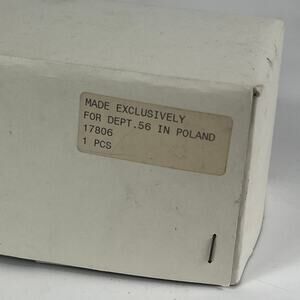 MADE EXCLUSIVELY
FOR DEPT.56 IN POLAND
17806
1 PCS